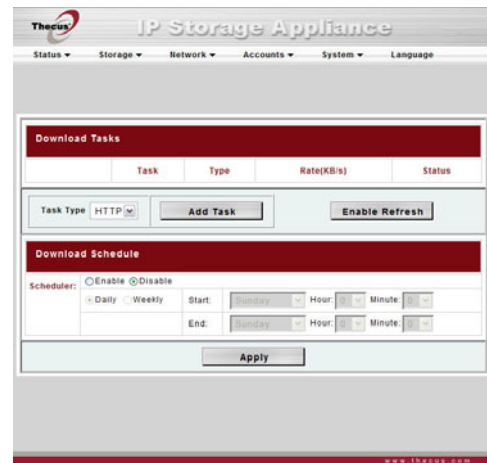 Thecus
IP Storage Appliance
Status Storage Network Accounts System Language
Download Tasks
Task Type Rate(KB/s) Status
Task Type HTTP Add Task Enable Refresh
Download Schedule
Scheduler: Enable Disable
Daily Weekly Start: Sunday Hour: 0 Minute: 0
End: Sunday Hour: 0 Minute: 0
Apply
www.thecus.com